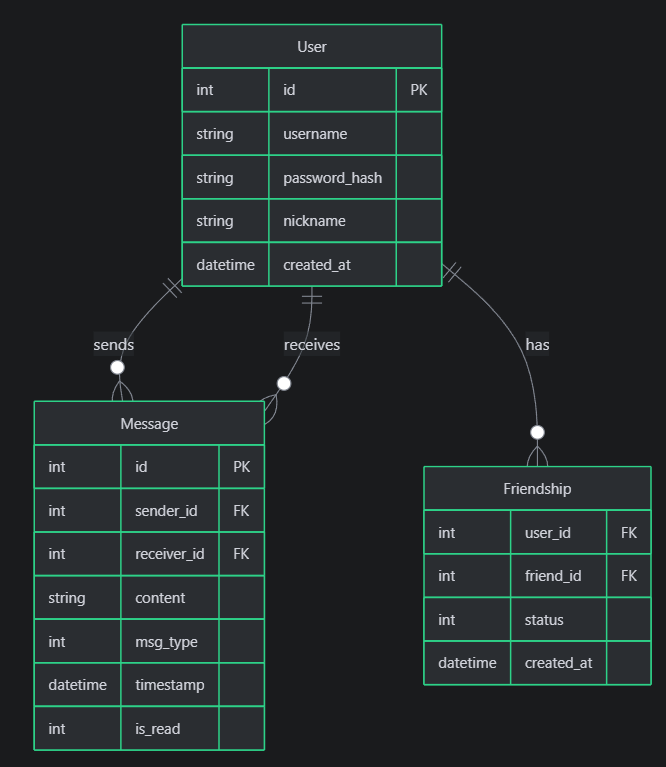 User
int id PK
string username
string password_hash
string nickname
datetime created_at
sends
receives
has
Message
int id PK
int sender_id FK
int receiver_id FK
string content
int msg_type
datetime timestamp
int is_read
Friendship
int user_id FK
int friend_id FK
int status
datetime created_at